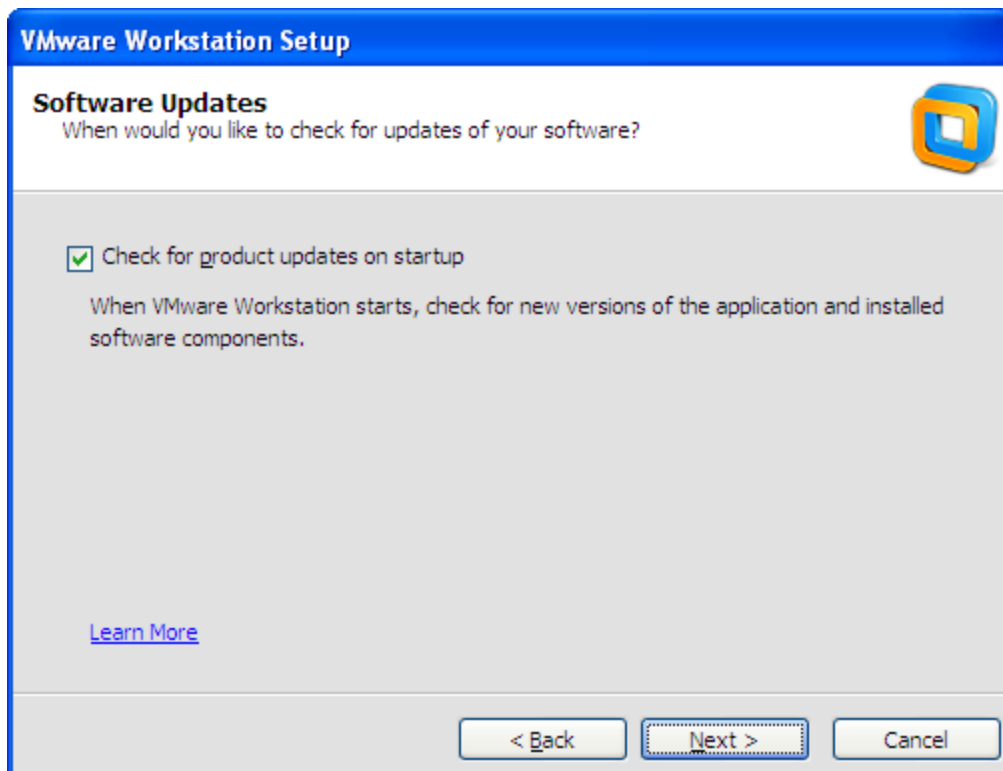 VMware Workstation Setup
Software Updates
When would you like to check for updates of your software?
Check for product updates on startup
When VMware Workstation starts, check for new versions of the application and installed
software components.
Learn More
< Back
Next >
Cancel